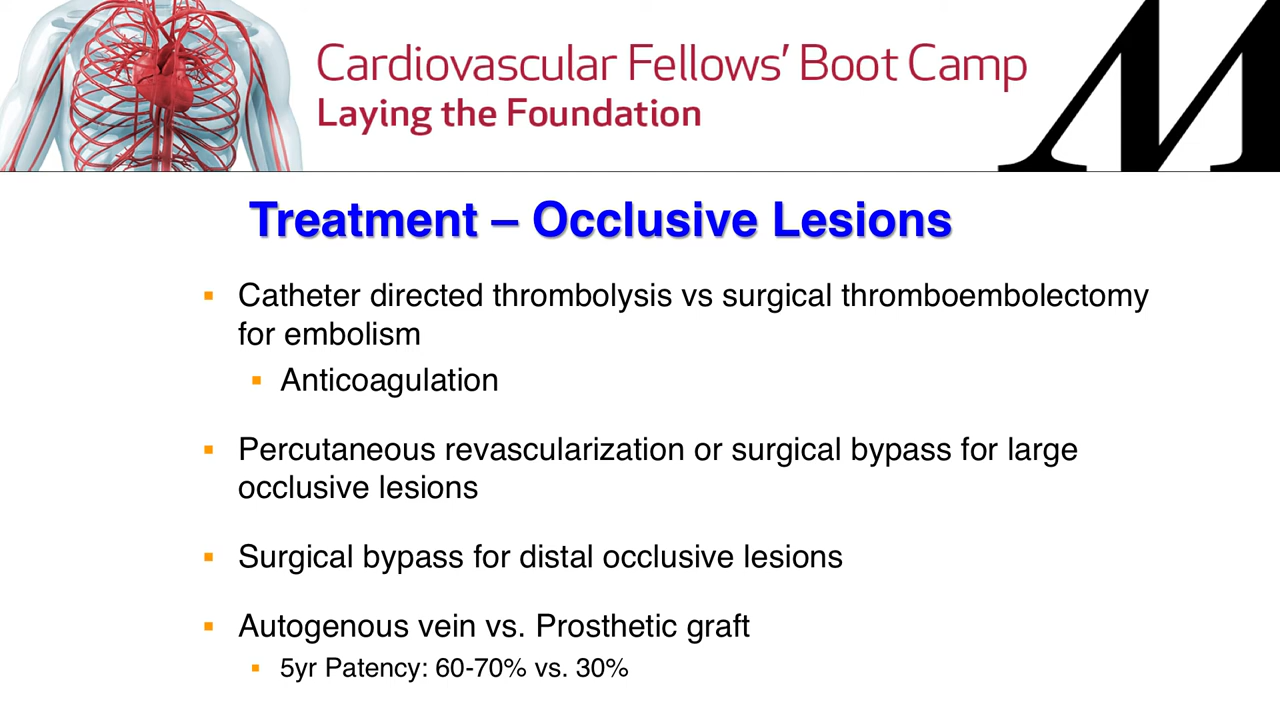 Cardiovascular Fellows’ Boot Camp
Laying the Foundation
M
Treatment – Occlusive Lesions
▪ Catheter directed thrombolysis vs surgical thromboembolectomy
for embolism
▪ Anticoagulation
▪ Percutaneous revascularization or surgical bypass for large
occlusive lesions
▪ Surgical bypass for distal occlusive lesions
▪ Autogenous vein vs. Prosthetic graft
▪ 5yr Patency: 60-70% vs. 30%